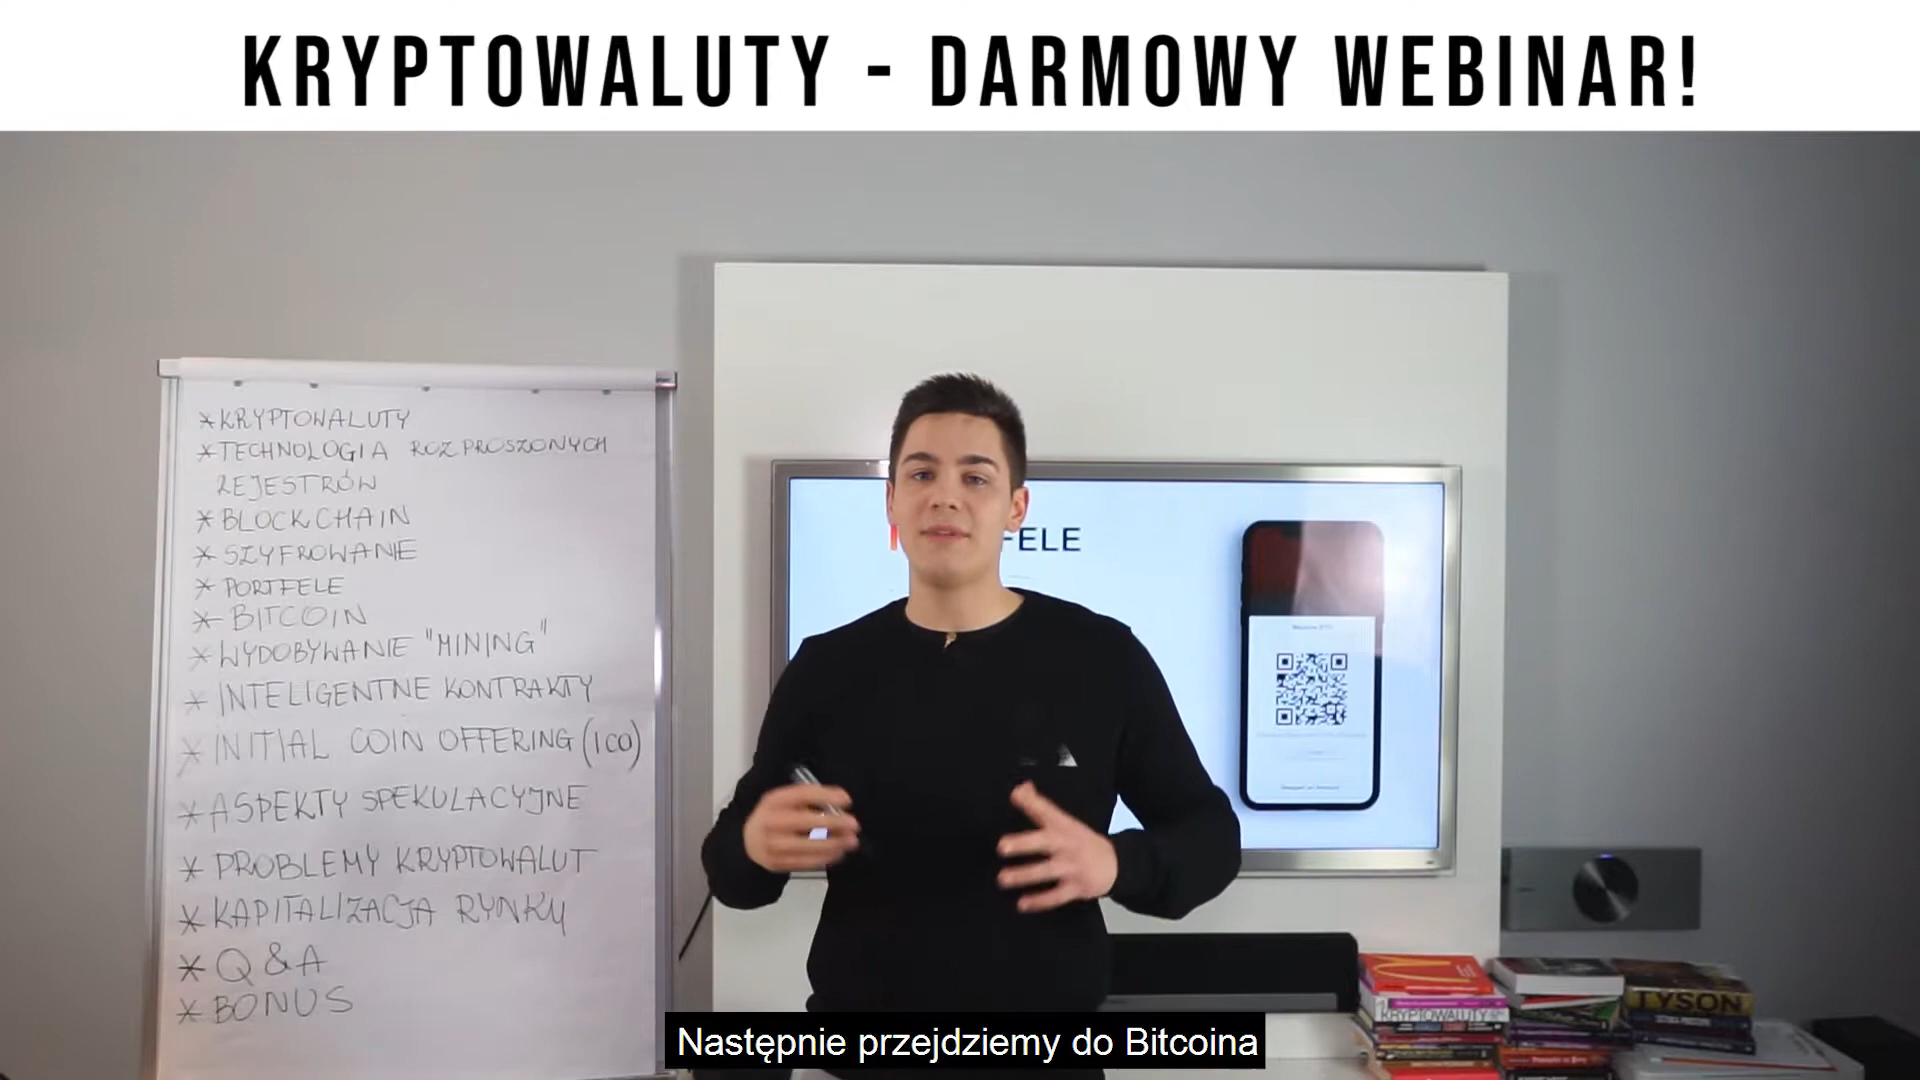 KRYPTOWALUTY - DARMOWY WEBINAR!
* KRYPTOWALUTY
* TECHNOLOGIA ROZPROSZONYCH
REJESTRÓW
* BLOCKCHAIN
* SZYFROWANIE
* PORTFELE
* BITCOIN
* WYDOBYWANIE "MINING"
* INTELIGENTNE KONTRAKTY
* INITIAL COIN OFFERING (ICO)
* ASPEKTY SPEKULACYJNE
* PROBLEMY KRYPTOWALUT
* KAPITALIZACJA RYNKU
* Q & A
* BONUS
FELE
KRYPTOWALUTY
TYSON
Następnie przejdziemy do Bitcoina